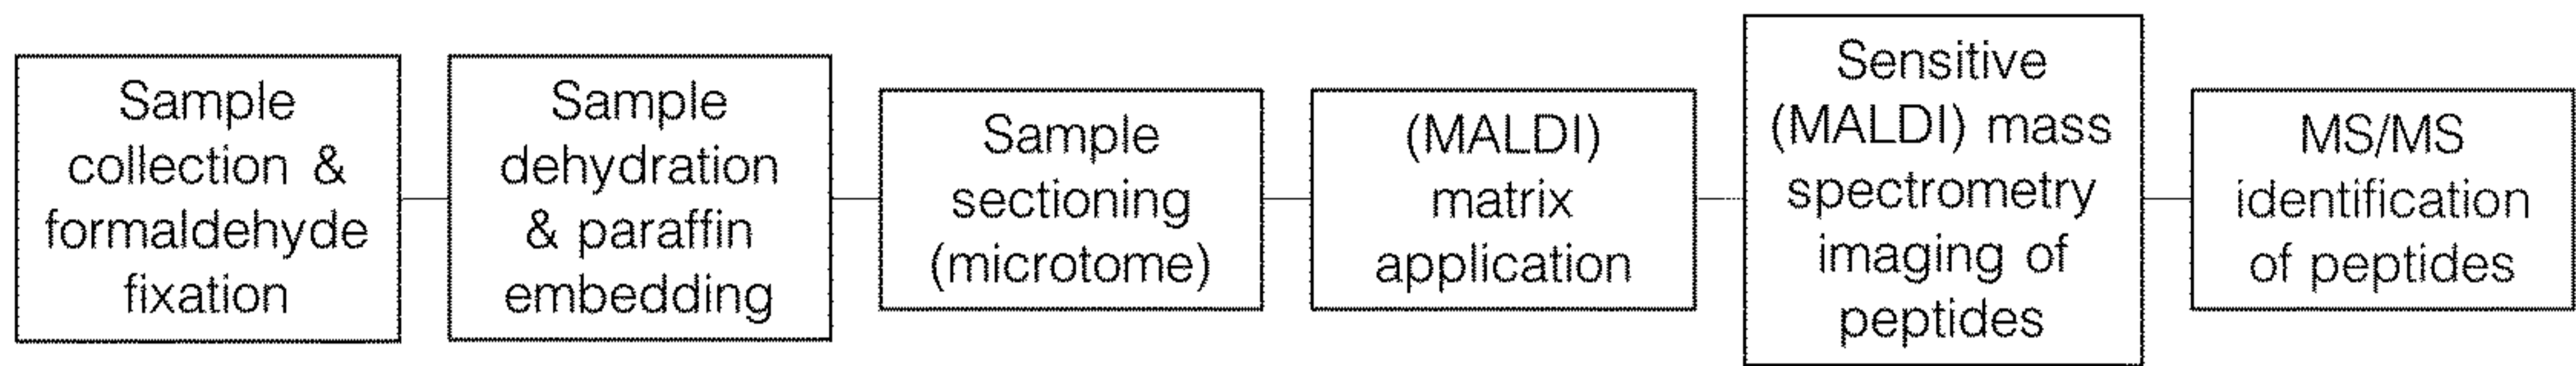 Sample
collection &
formaldehyde
fixation
Sample
dehydration
& paraffin
embedding
Sample
sectioning
(microtome)
(MALDI)
matrix
application
Sensitive
(MALDI) mass
spectrometry
imaging of
peptides
MS/MS
identification
of peptides